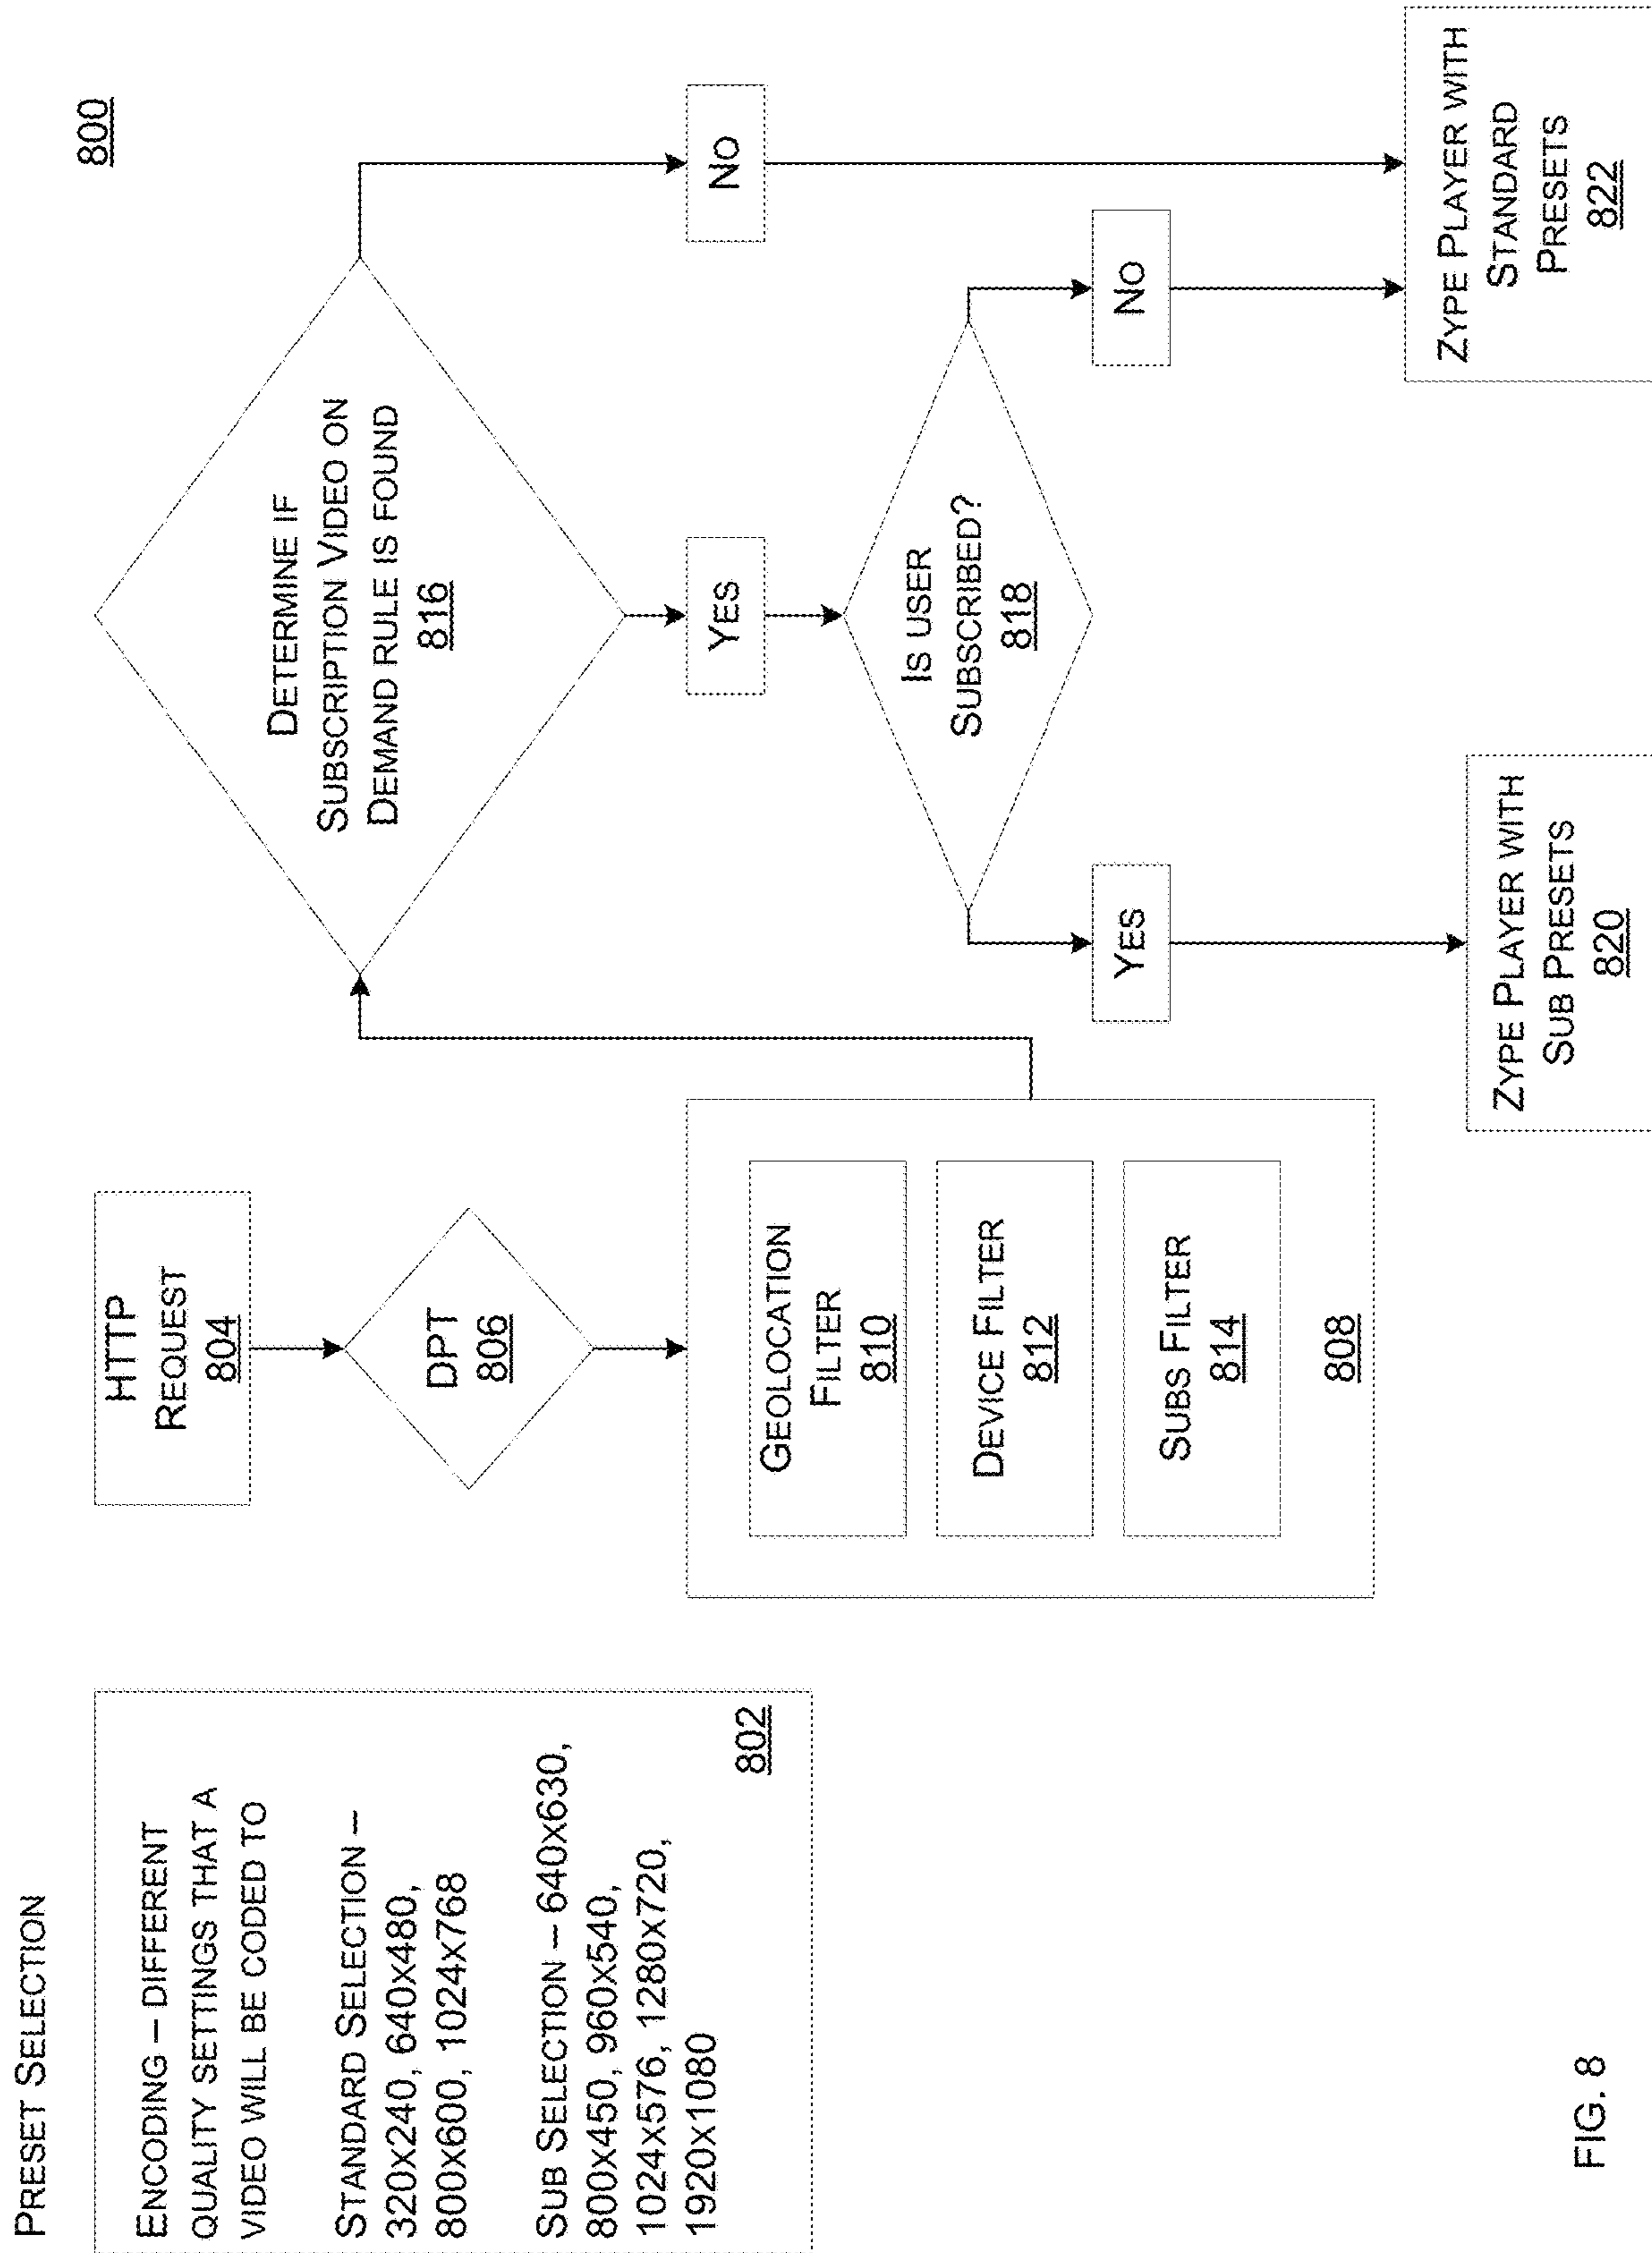 PRESET SELECTION
800
ENCODING – DIFFERENT
QUALITY SETTINGS THAT A
VIDEO WILL BE CODED TO
STANDARD SELECTION –
320X240, 640X480,
800X600, 1024X768
SUB SELECTION – 640X630,
800X450, 960X540,
1024X576, 1280X720,
1920X1080
802
HTTP
REQUEST
804
DPT
806
GEOLOCATION
FILTER
810
DEVICE FILTER
812
SUBS FILTER
814
808
DETERMINE IF
SUBSCRIPTION VIDEO ON
DEMAND RULE IS FOUND
816
YES
NO
IS USER
SUBSCRIBED?
818
YES
NO
ZYPE PLAYER WITH
SUB PRESETS
820
ZYPE PLAYER WITH
STANDARD
PRESETS
822
FIG. 8